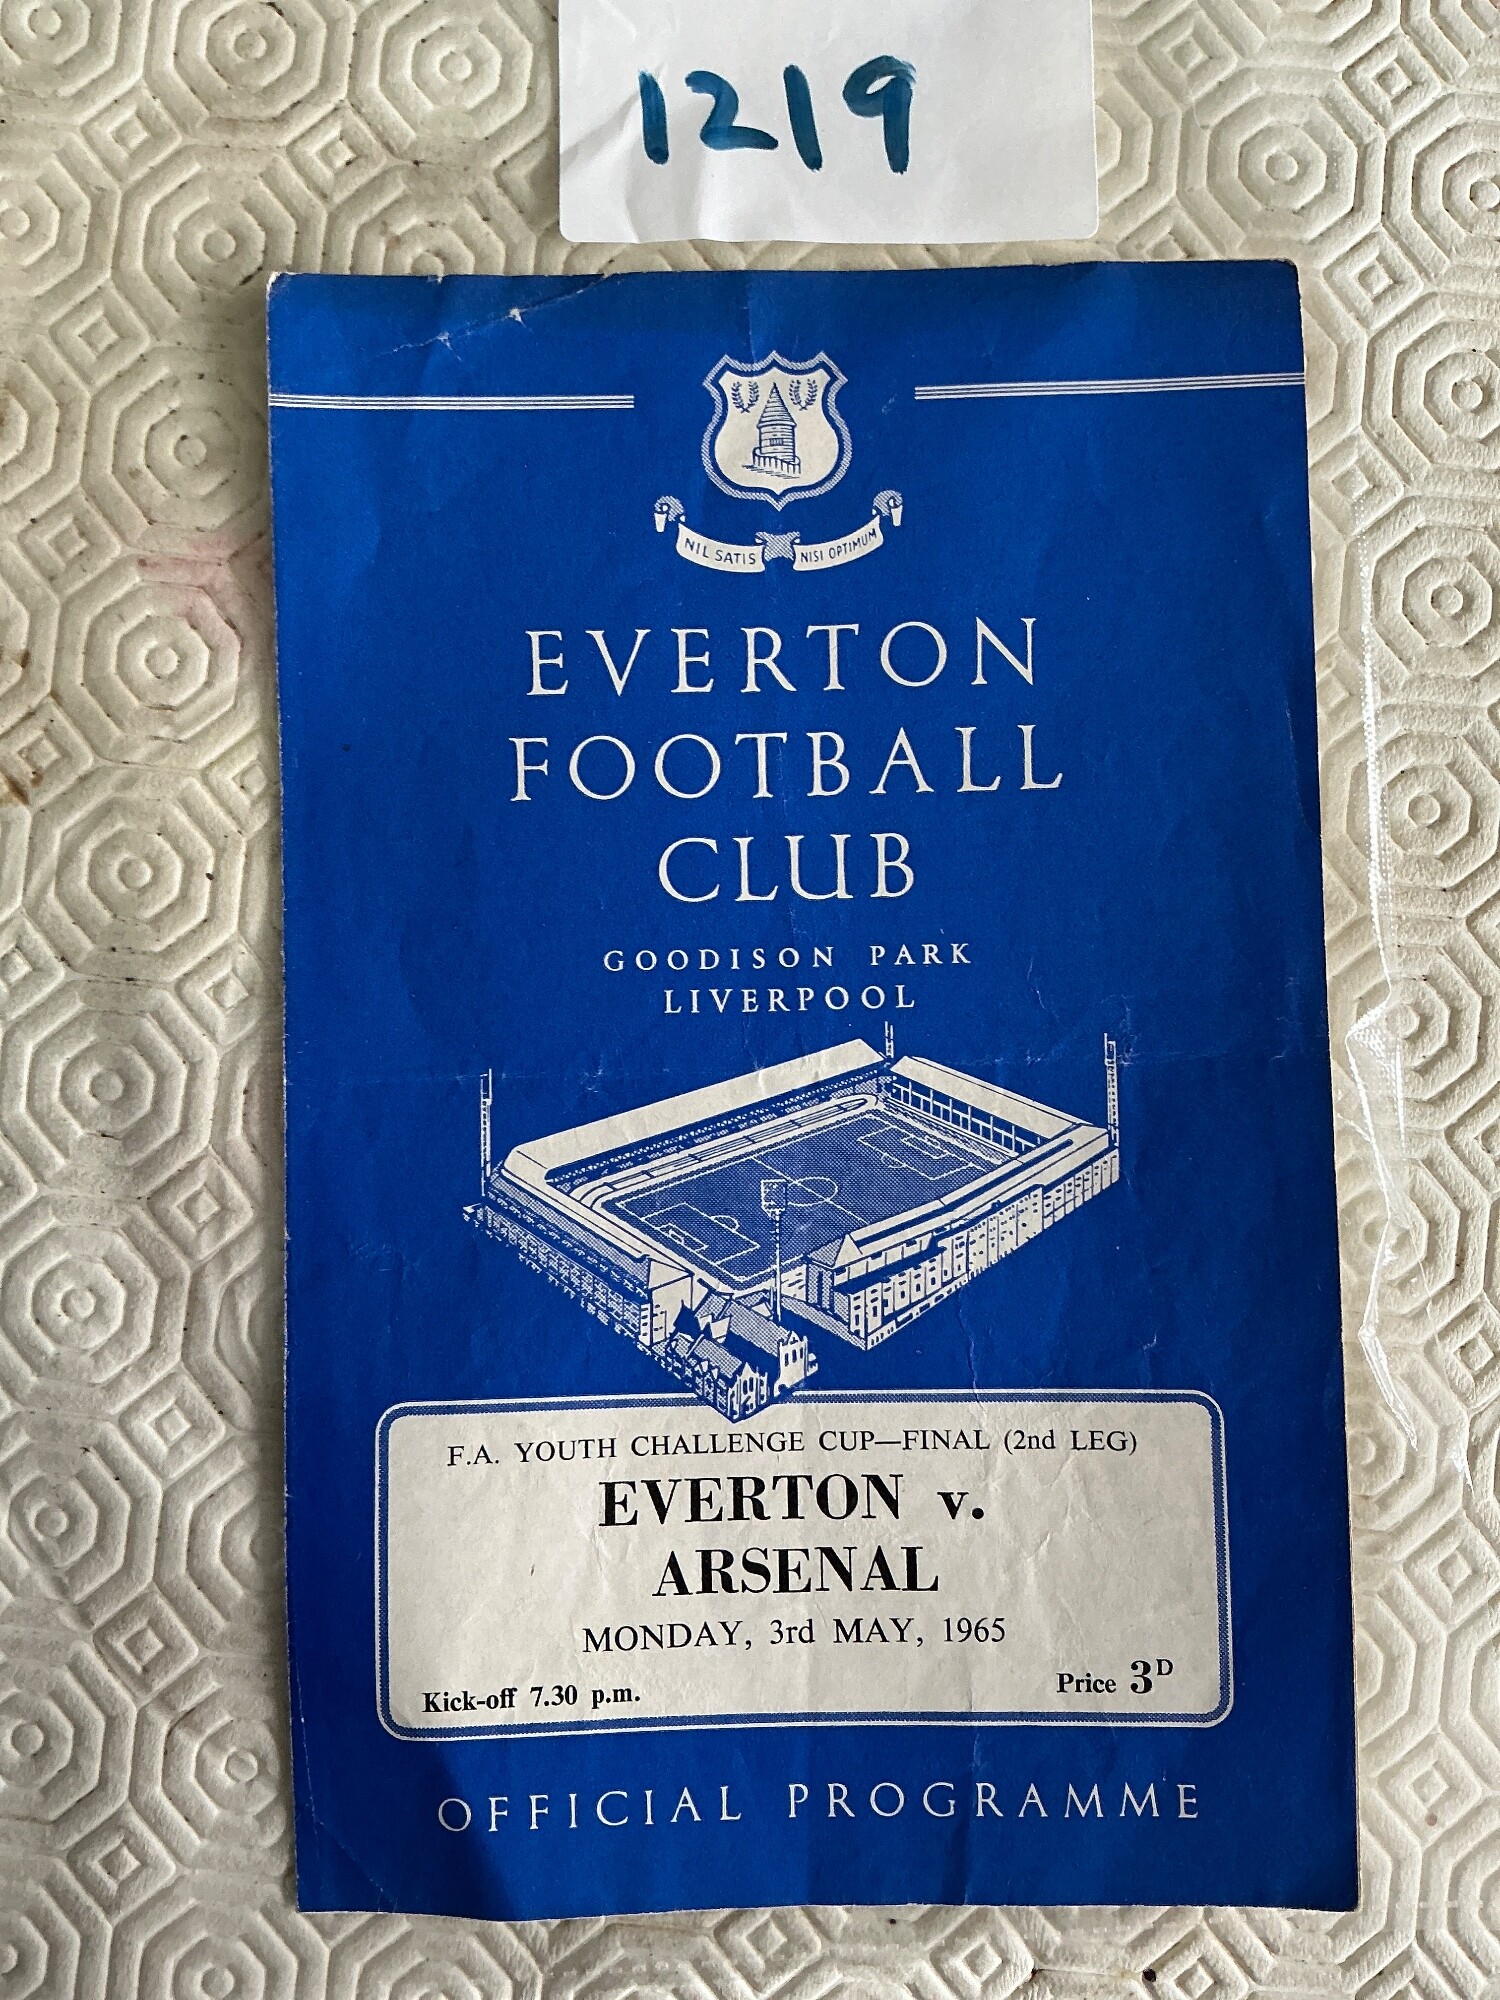 1219
NIL SATIS NISI OPTIMUM
EVERTON
FOOTBALL
CLUB
GOODISON PARK
LIVERPOOL
F.A. YOUTH CHALLENGE CUP—FINAL (2nd LEG)
EVERTON v.
ARSENAL
MONDAY, 3rd MAY, 1965
Kick-off 7.30 p.m. Price 3D
OFFICIAL PROGRAMME